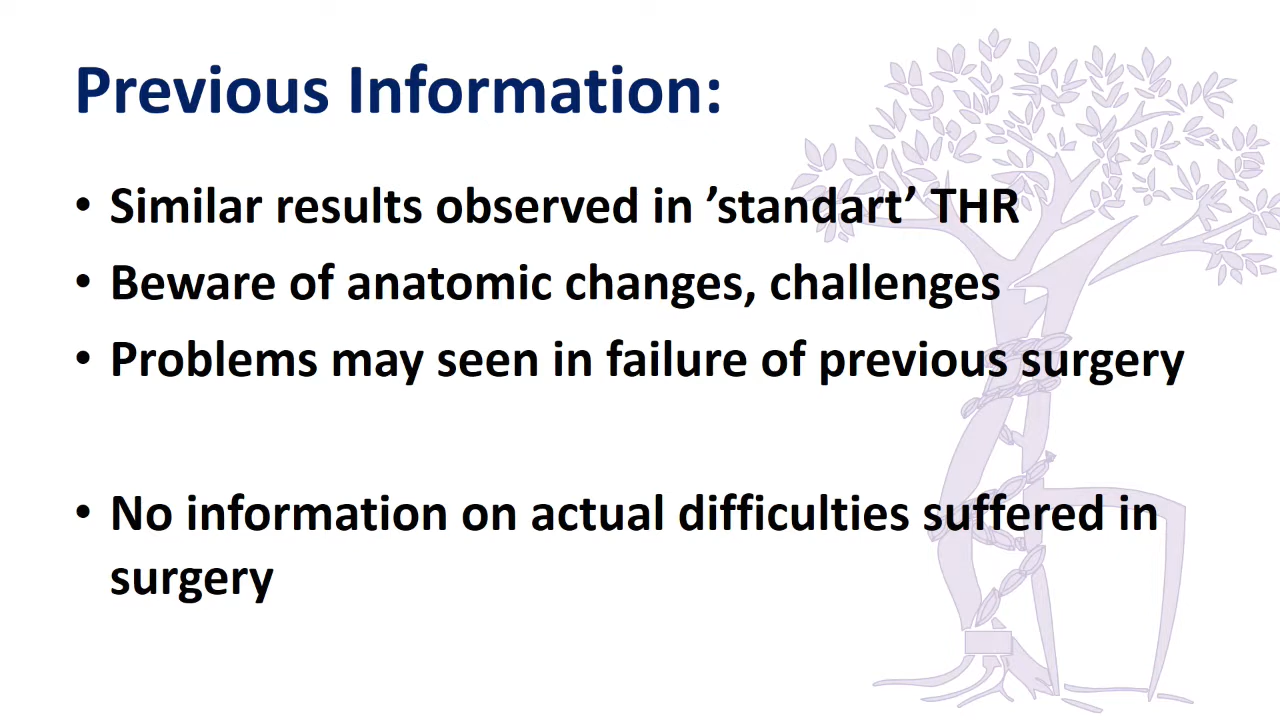 Previous Information:
• Similar results observed in ’standart’ THR
• Beware of anatomic changes, challenges
• Problems may seen in failure of previous surgery
• No information on actual difficulties suffered in
surgery